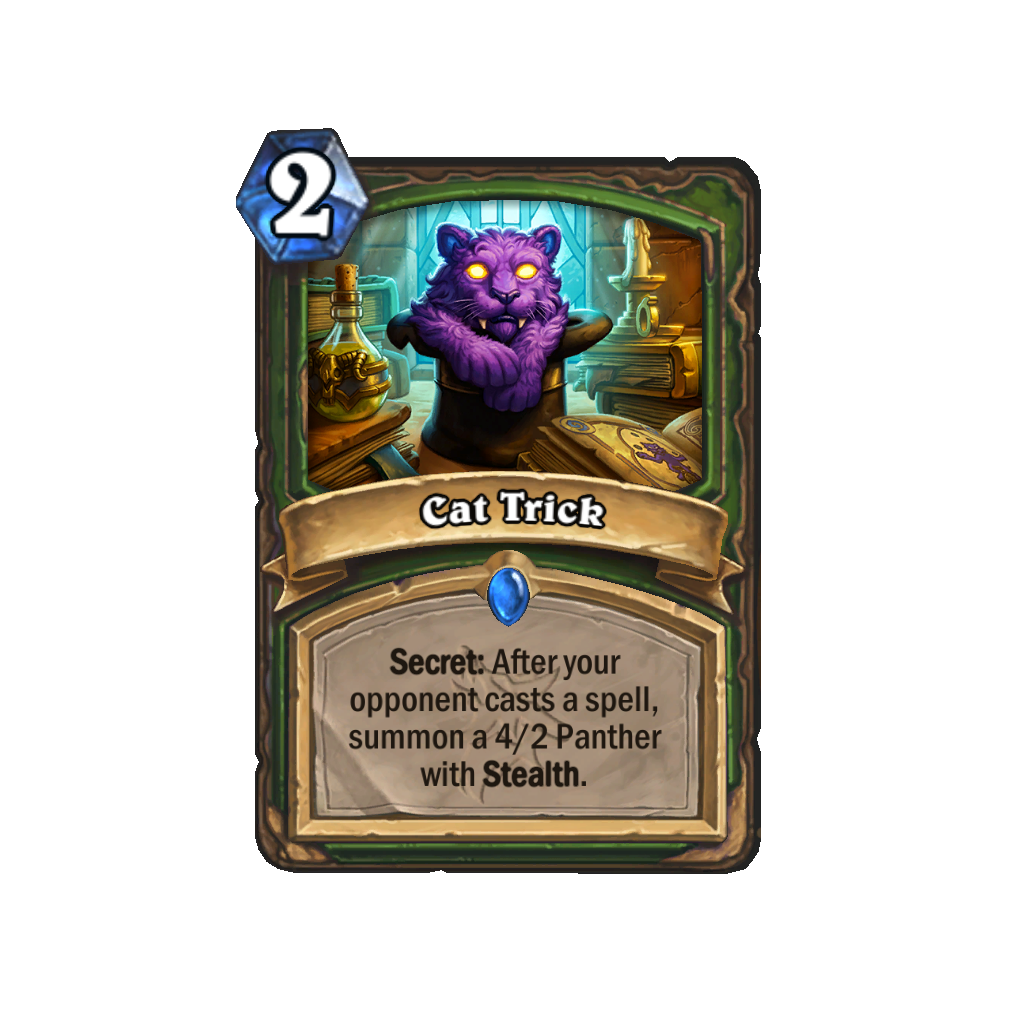 2
Cat Trick
Secret: After your
opponent casts a spell,
summon a 4/2 Panther
with Stealth.